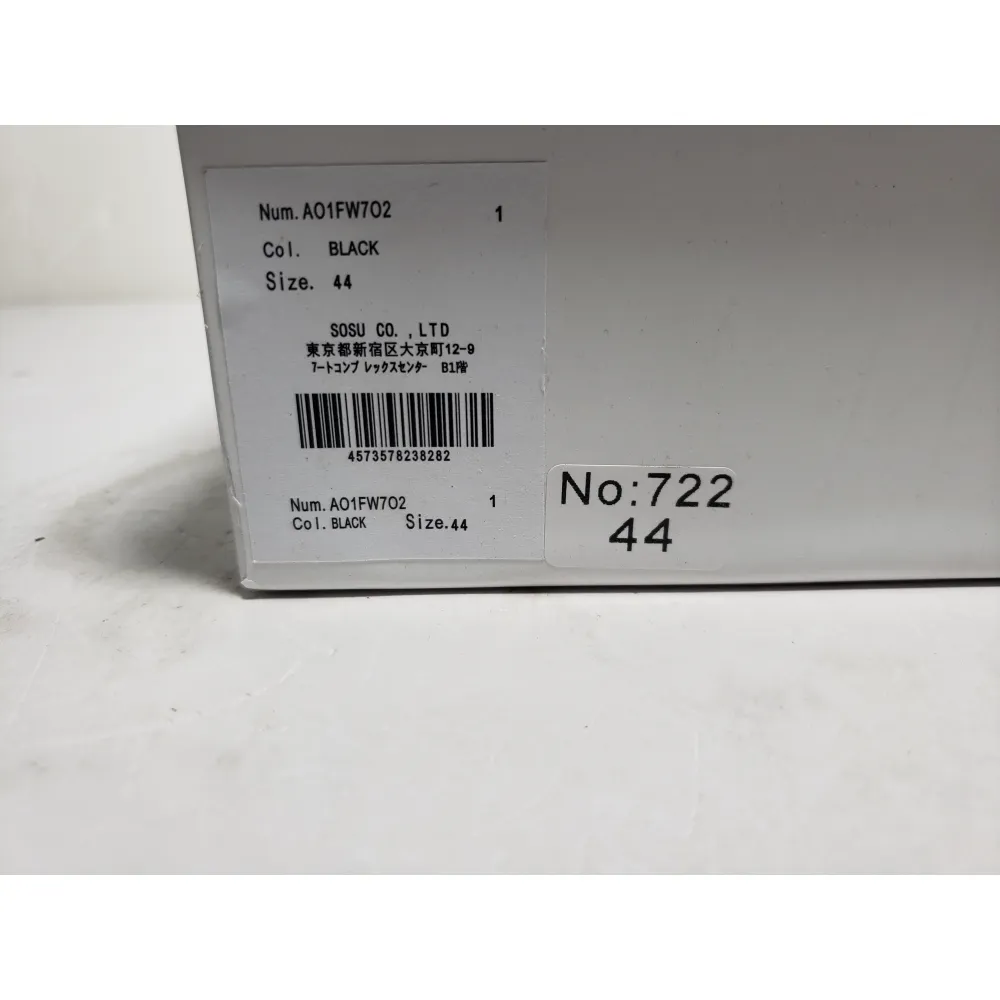 Num. A01FW702 1
Col. BLACK
Size. 44
SOSU CO. ,LTD
東京都新宿区大京町12-9
アートコンプレックスセンター B1階
4573578238282
Num. A01FW702 1
Col. BLACK Size. 44
No:722
44